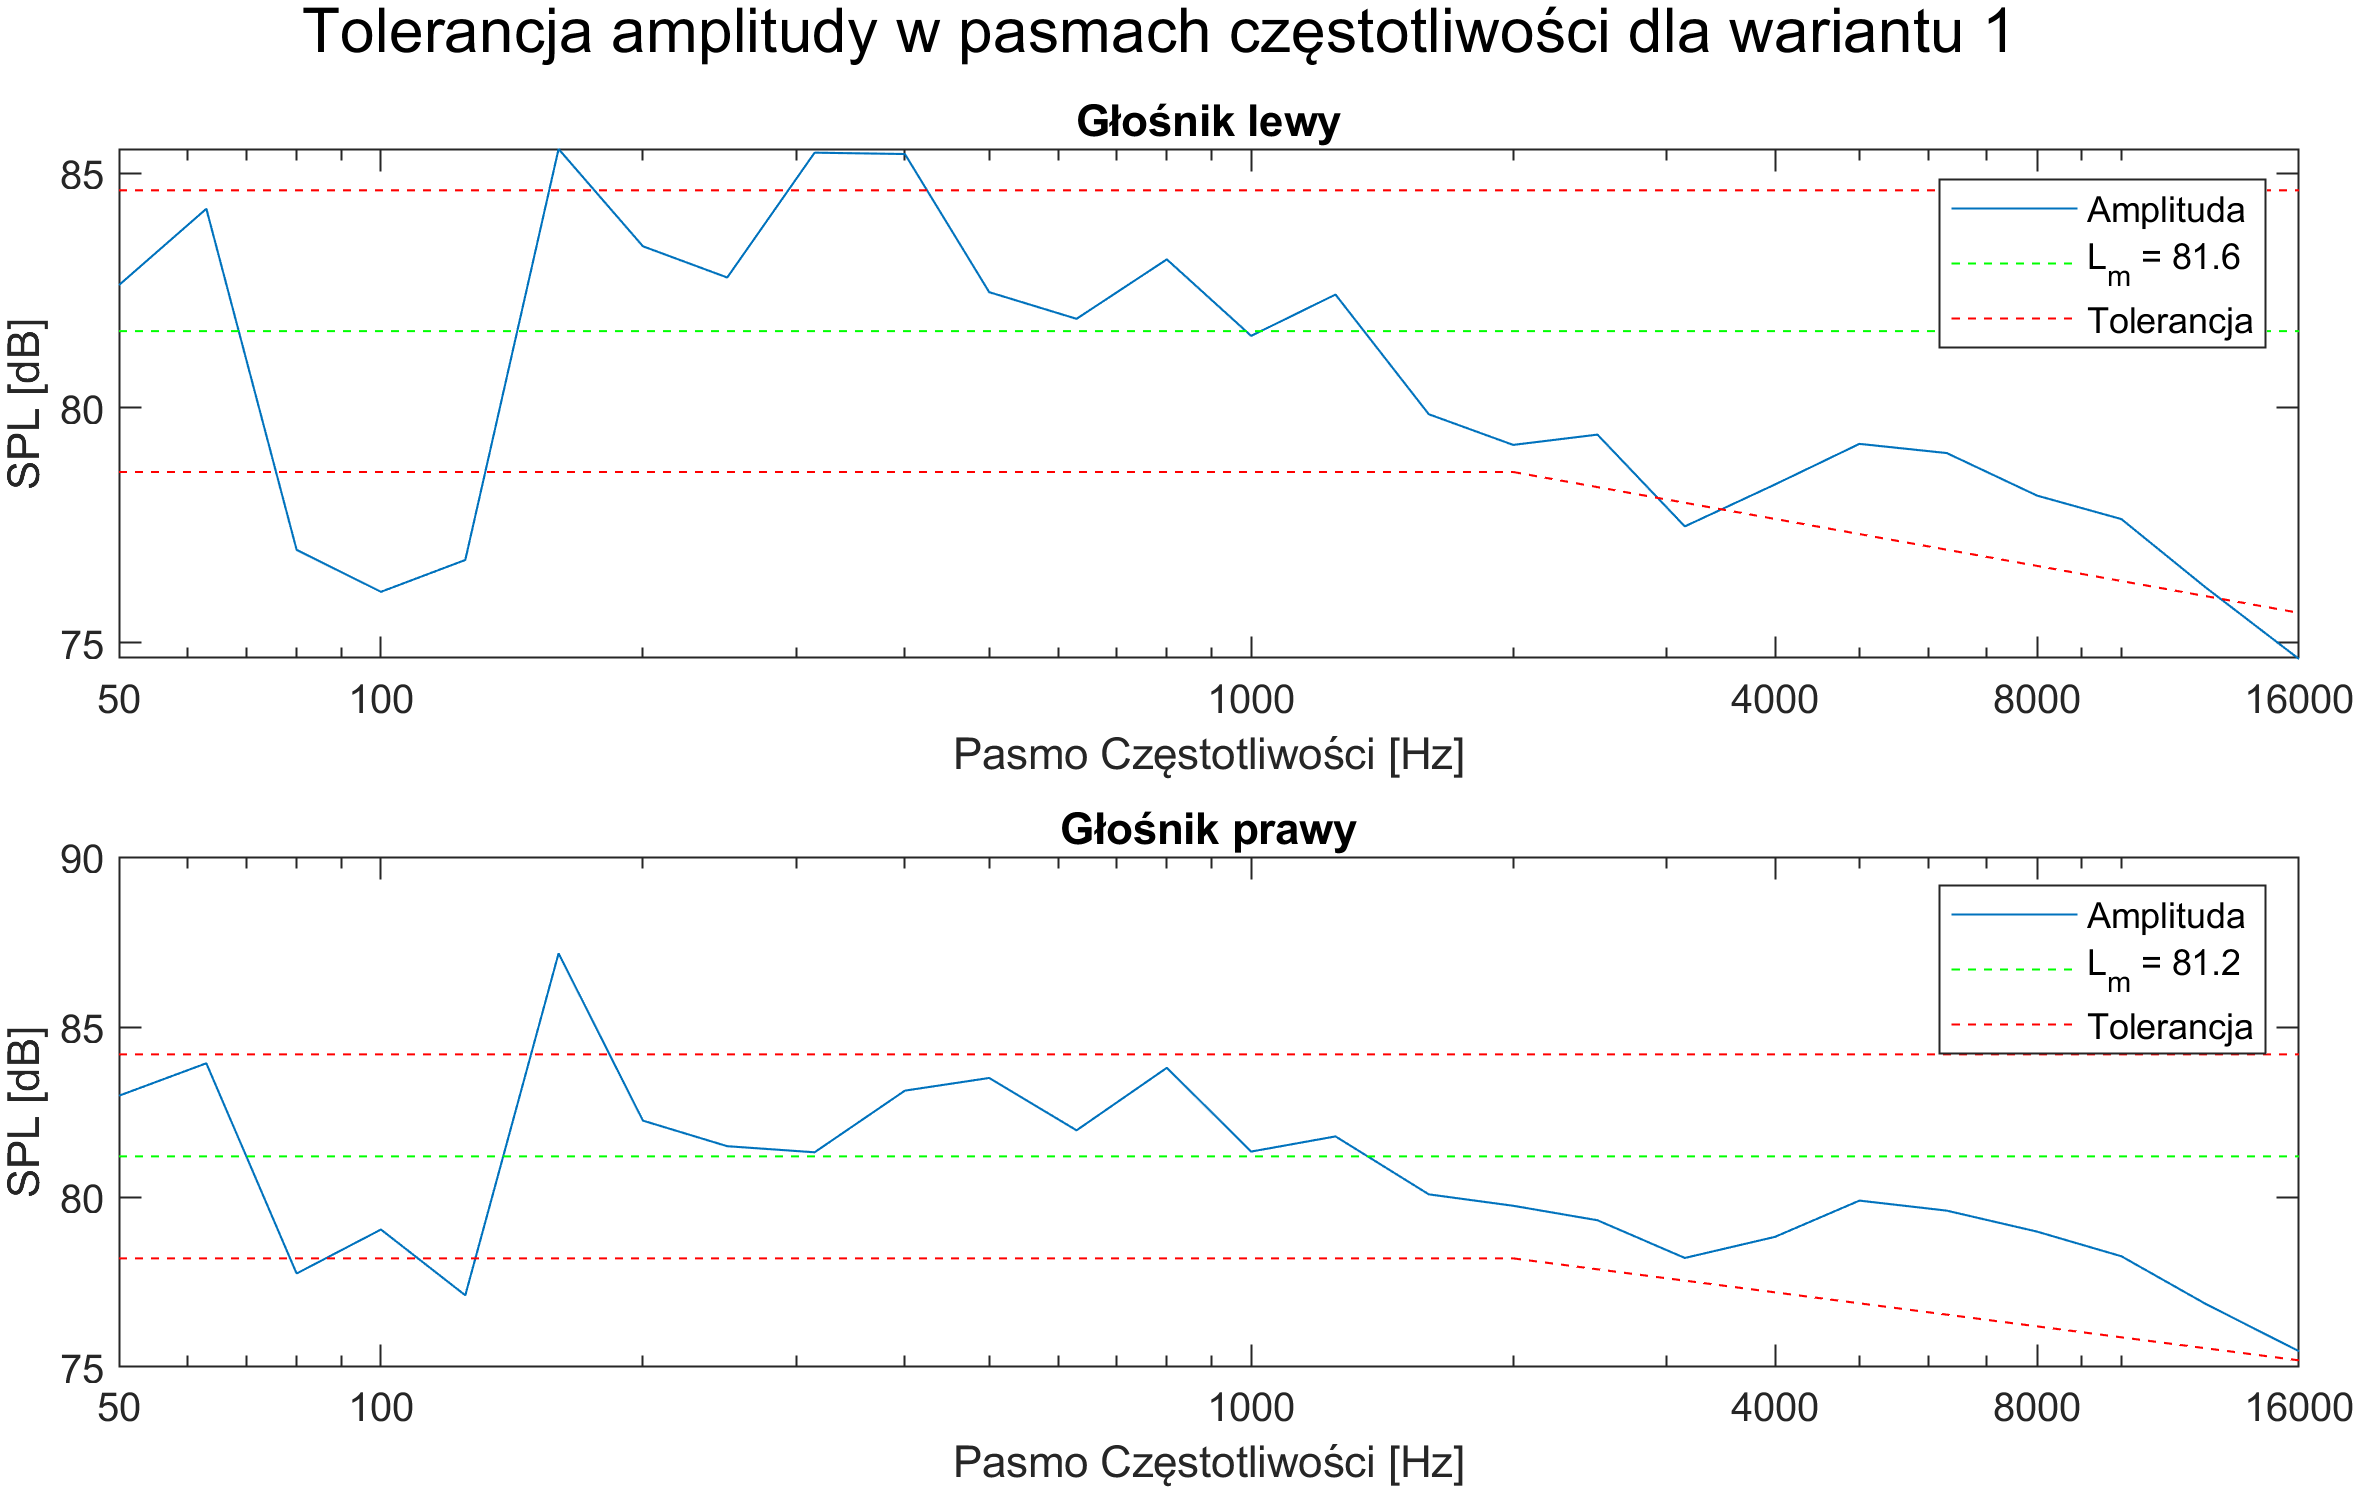 Tolerancja amplitudy w pasmach częstotliwości dla wariantu 1
Głośnik lewy
SPL [dB]
85
80
75
Amplituda
L_m = 81.6
Tolerancja
50 100 1000 4000 8000 16000
Pasmo Częstotliwości [Hz]
Głośnik prawy
SPL [dB]
90
85
80
75
Amplituda
L_m = 81.2
Tolerancja
50 100 1000 4000 8000 16000
Pasmo Częstotliwości [Hz]